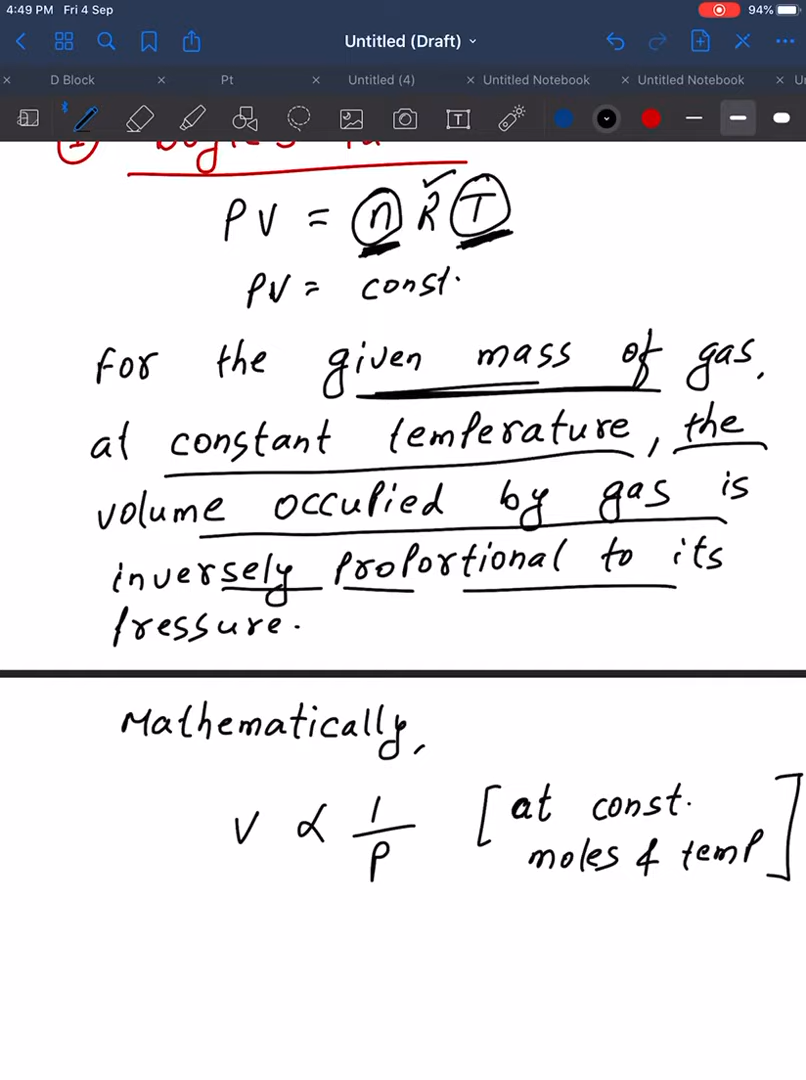 4:49 PM Fri 4 Sep 94%
Untitled (Draft)
D Block Pt Untitled (4) Untitled Notebook Untitled Notebook
PV = n R T
PV = const.
For the given mass of gas,
at constant temperature, the
volume occupied by gas is
inversely proportional to its
pressure.
Mathematically,
V ∝ 1/P [at const.
moles & temp]